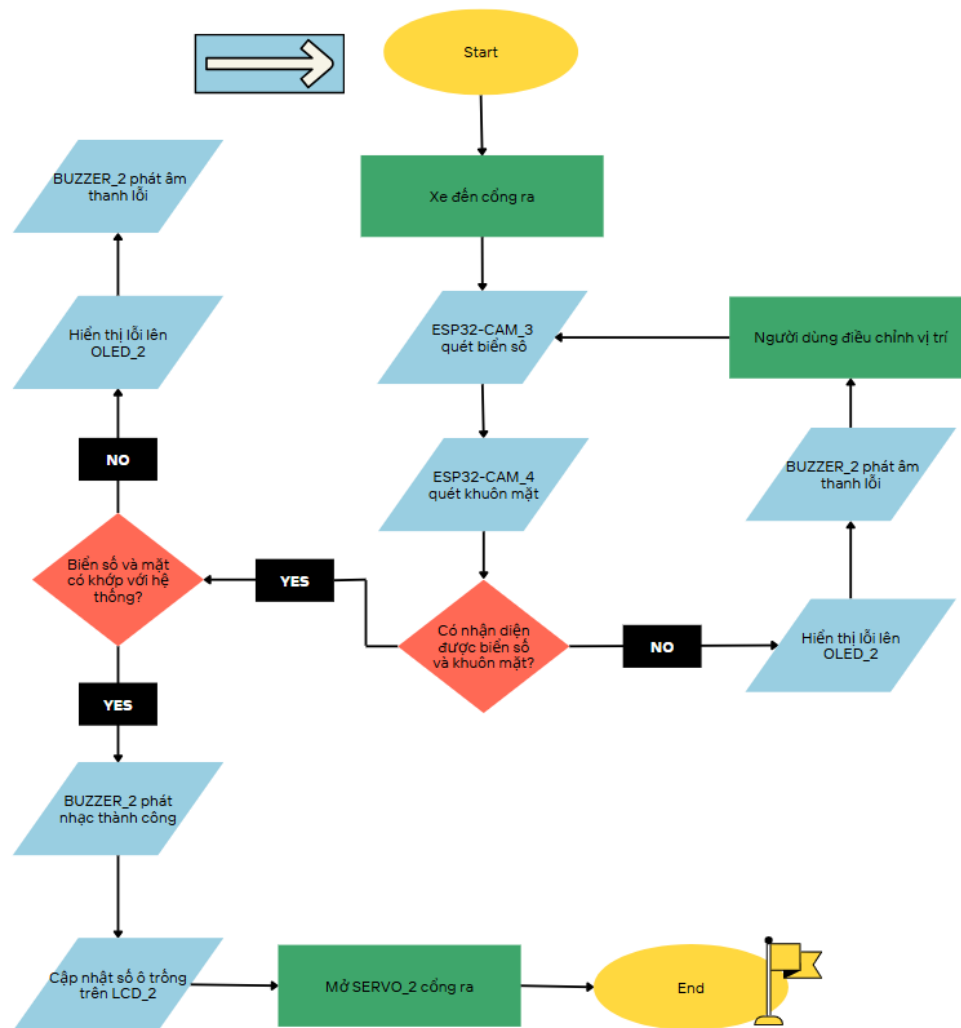 Start
Xe đến cổng ra
ESP32-CAM_3
quét biển số
ESP32-CAM_4
quét khuôn mặt
Có nhận diện
được biển số
và khuôn mặt?
NO
Hiển thị lỗi lên
OLED_2
BUZZER_2 phát âm
thanh lỗi
Người dùng điều chỉnh vị trí
YES
Biển số và mặt
có khớp với hệ
thống?
NO
Hiển thị lỗi lên
OLED_2
BUZZER_2 phát âm
thanh lỗi
YES
BUZZER_2 phát
nhạc thành công
Cập nhật số ô trống
trên LCD_2
Mở SERVO_2 cổng ra
End